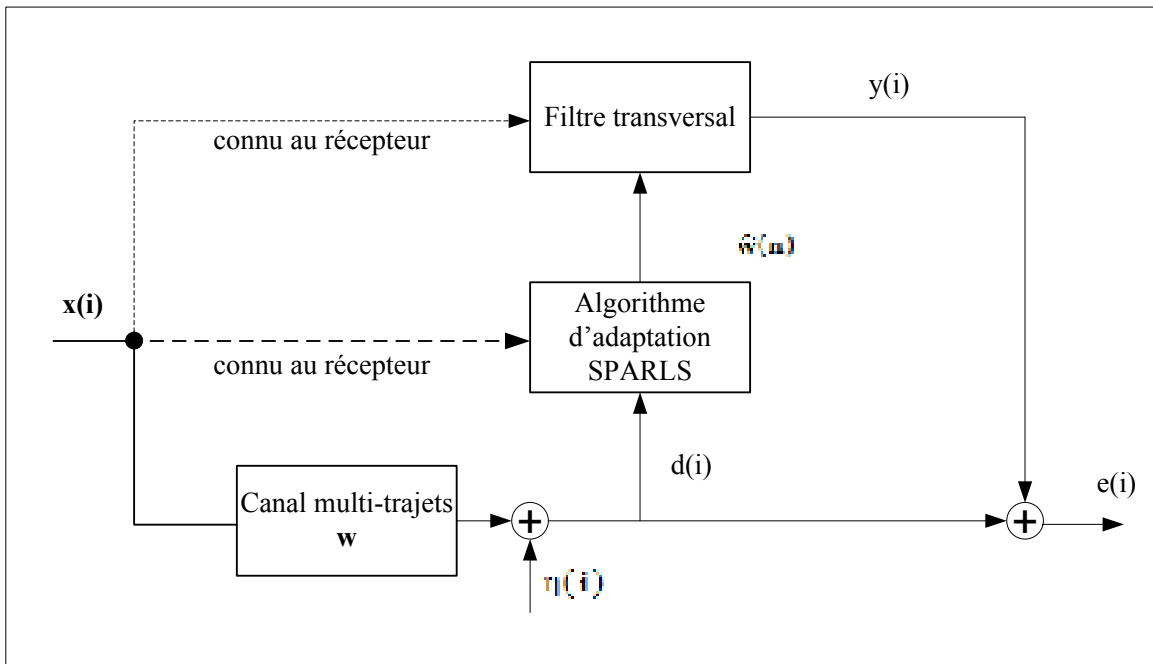 y(i)
Filtre transversal
connu au récepteur
ŵ(n)
x(i)
Algorithme
d’adaptation
SPARLS
connu au récepteur
d(i)
e(i)
Canal multi-trajets
w
+
+
η(i)